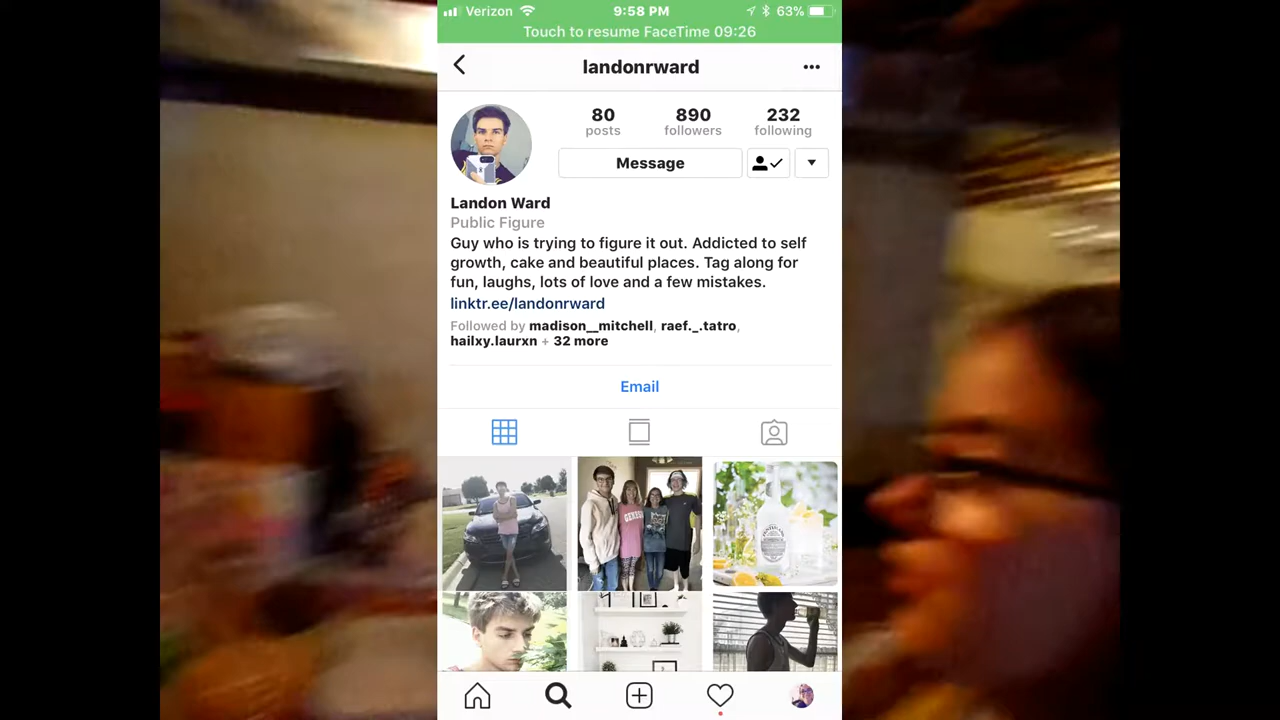 Verizon 9:58 PM 63%
Touch to resume FaceTime 09:26
landonrward
80 890 232
posts followers following
Message
Landon Ward
Public Figure
Guy who is trying to figure it out. Addicted to self
growth, cake and beautiful places. Tag along for
fun, laughs, lots of love and a few mistakes.
linktr.ee/landonrward
Followed by madison__mitchell, raef._.tatro,
hailxy.laurxn + 32 more
Email